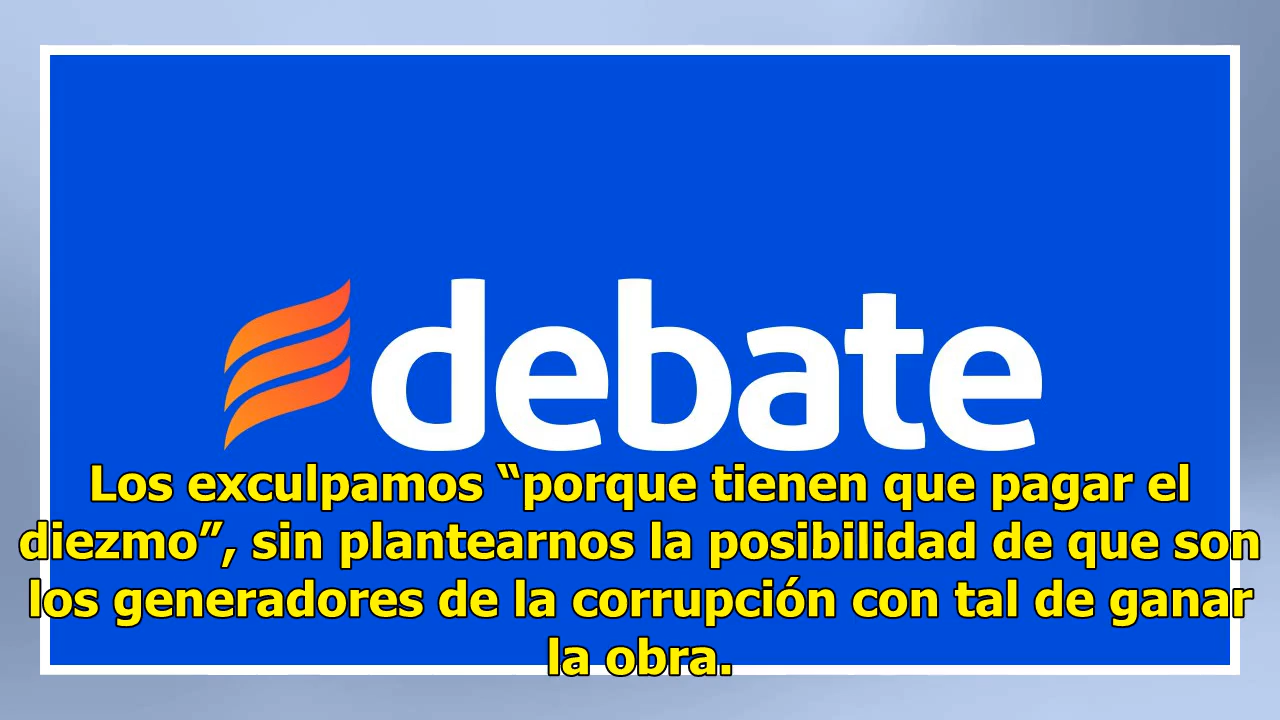 debate
Los exculpamos “porque tienen que pagar el
diezmo”, sin plantearnos la posibilidad de que son
los generadores de la corrupción con tal de ganar
la obra.